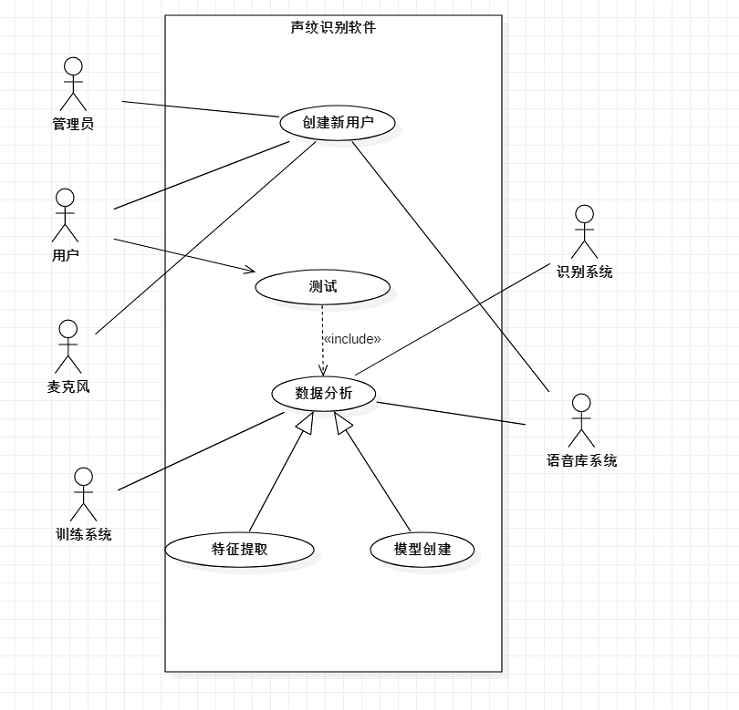 声纹识别软件
管理员
创建新用户
用户
识别系统
测试
«include»
麦克风
数据分析
语音库系统
训练系统
特征提取
模型创建